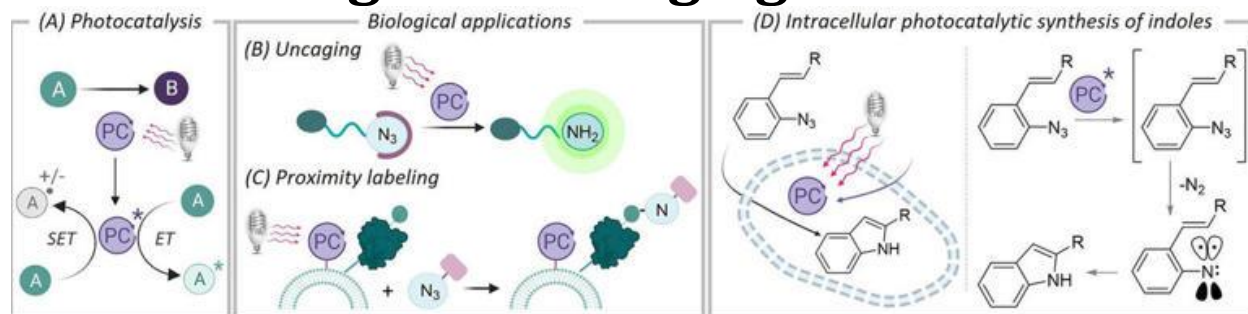 (A) Photocatalysis
A
B
PC
+/-
A•
PC*
A
SET
ET
A
A*
Biological applications
(B) Uncaging
PC
N3
NH2
(C) Proximity labeling
PC
+
N3
PC
N
(D) Intracellular photocatalytic synthesis of indoles
R
N3
PC
R
NH
R
N3
PC*
R
N3
-N2
R
N:
R
NH